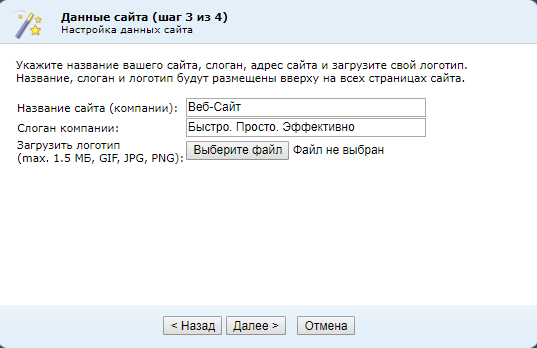 Данные сайта (шаг 3 из 4)
Настройка данных сайта
Укажите название вашего сайта, слоган, адрес сайта и загрузите свой логотип.
Название, слоган и логотип будут размещены вверху на всех страницах сайта.
Название сайта (компании): Веб-Сайт
Слоган компании: Быстро. Просто. Эффективно
Загрузить логотип
(max. 1.5 МБ, GIF, JPG, PNG): Выберите файл Файл не выбран
< Назад Далее > Отмена